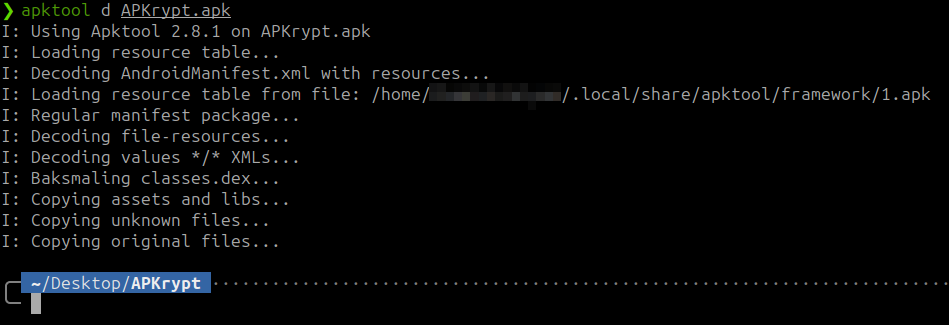 ❯ apktool d APKrypt.apk
I: Using Apktool 2.8.1 on APKrypt.apk
I: Loading resource table...
I: Decoding AndroidManifest.xml with resources...
I: Loading resource table from file: /home/ /.local/share/apktool/framework/1.apk
I: Regular manifest package...
I: Decoding file-resources...
I: Decoding values */* XMLs...
I: Baksmaling classes.dex...
I: Copying assets and libs...
I: Copying unknown files...
I: Copying original files...
~/Desktop/APKrypt